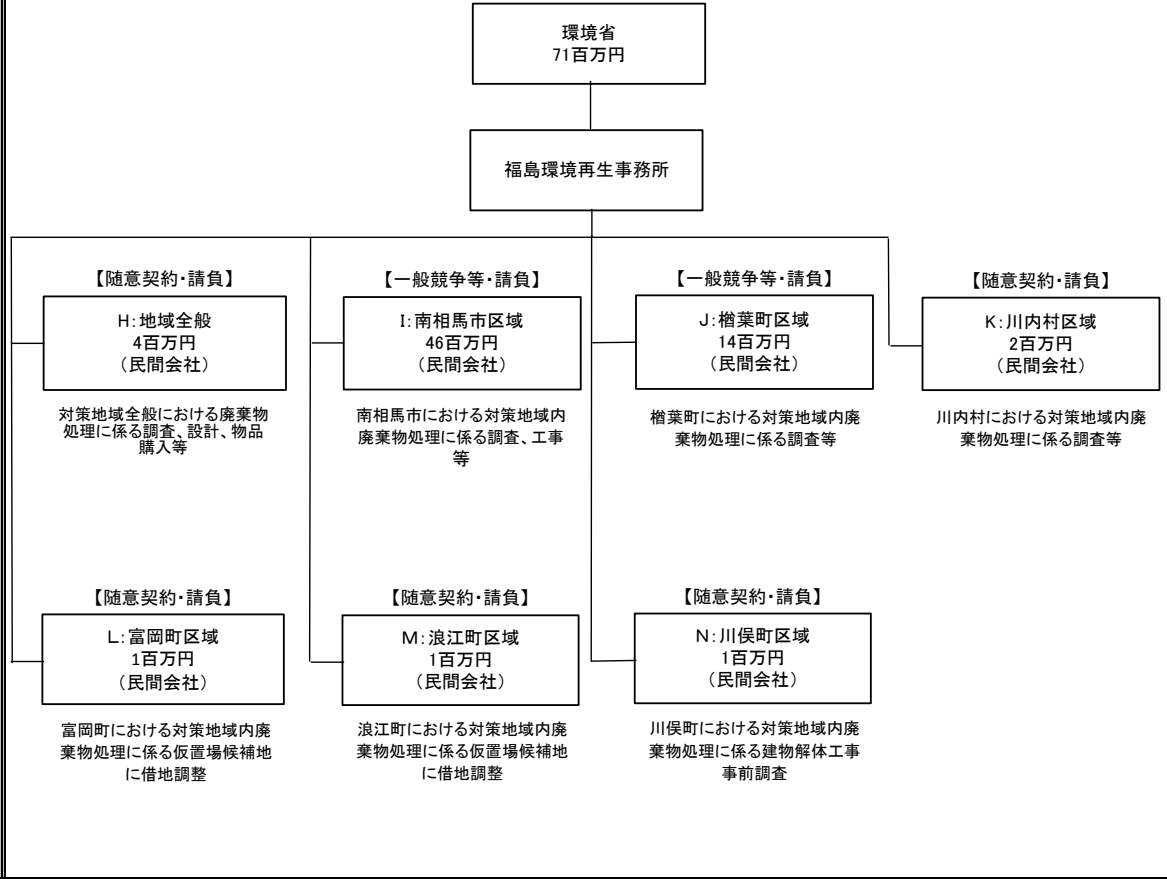 環境省
71百万円
福島環境再生事務所
【随意契約・請負】
H:地域全般
4百万円
（民間会社）
対策地域全般における廃棄物
処理に係る調査、設計、物品
購入等
【一般競争等・請負】
I:南相馬市区域
46百万円
（民間会社）
南相馬市における対策地域内
廃棄物処理に係る調査、工事
等
【一般競争等・請負】
J:楢葉町区域
14百万円
（民間会社）
楢葉町における対策地域内廃
棄物処理に係る調査等
【随意契約・請負】
K:川内村区域
2百万円
（民間会社）
川内村における対策地域内廃
棄物処理に係る調査等
【随意契約・請負】
L:富岡町区域
1百万円
（民間会社）
富岡町における対策地域内廃
棄物処理に係る仮置場候補地
に借地調整
【随意契約・請負】
M:浪江町区域
1百万円
（民間会社）
浪江町における対策地域内廃
棄物処理に係る仮置場候補地
に借地調整
【随意契約・請負】
N:川俣町区域
1百万円
（民間会社）
川俣町における対策地域内廃
棄物処理に係る建物解体工事
事前調査